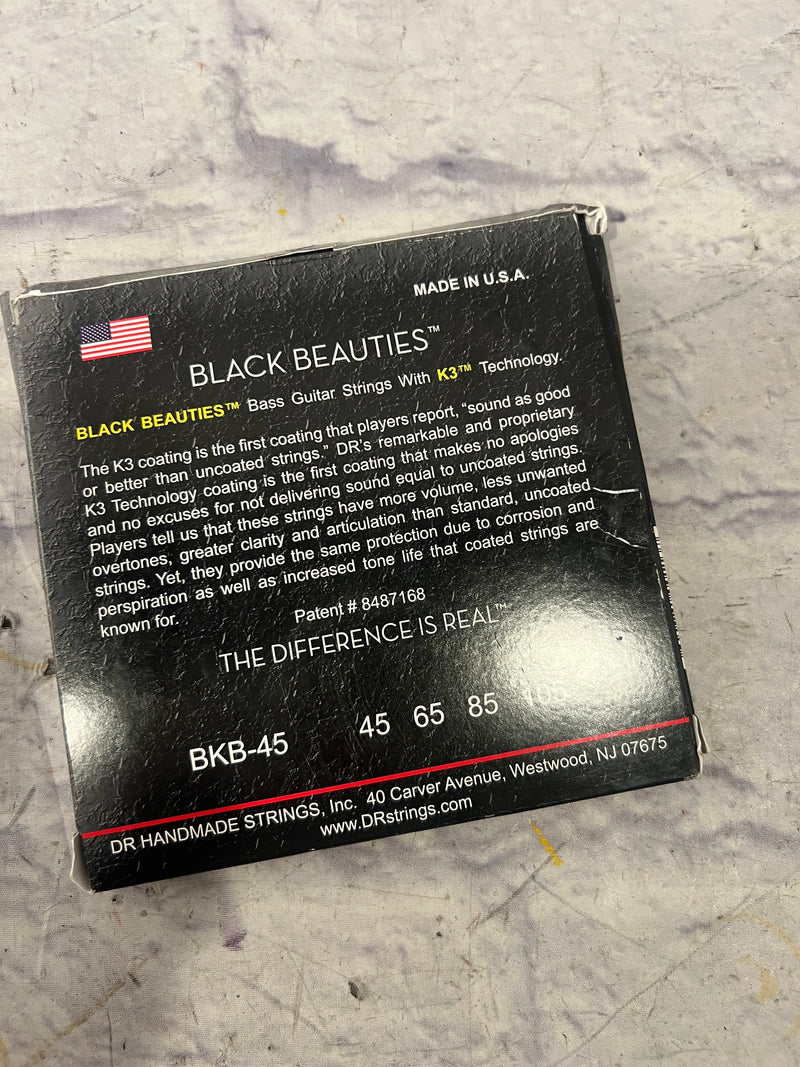 MADE IN U.S.A.
BLACK BEAUTIES™
BLACK BEAUTIES™ Bass Guitar Strings With K3™ Technology.
The K3 coating is the first coating that players report, “sound as good
or better than uncoated strings.” DR's remarkable and proprietary
K3 Technology coating is the first coating that makes no apologies
and no excuses for not delivering sound equal to uncoated strings.
Players tell us that these strings have more volume, less unwanted
overtones, greater clarity and articulation than standard, uncoated
strings. Yet, they provide the same protection due to corrosion and
perspiration as well as increased tone life that coated strings are
known for.
Patent # 8487168
THE DIFFERENCE IS REAL™
BKB-45 45 65 85 105
DR HANDMADE STRINGS, Inc. 40 Carver Avenue, Westwood, NJ 07675
www.DRstrings.com